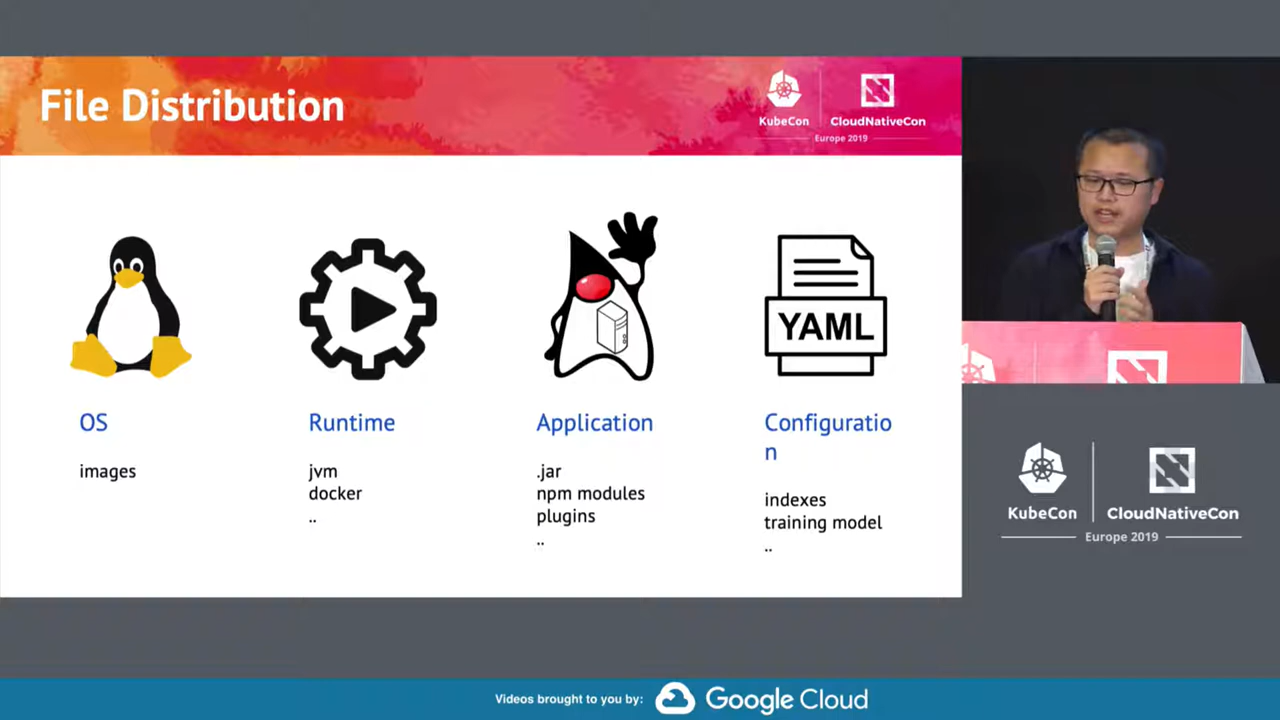 File Distribution
KubeCon
CloudNativeCon
Europe 2019
YAML
OS
images
Runtime
jvm
docker
..
Application
.jar
npm modules
plugins
..
Configuratio
n
indexes
training model
..
KubeCon
CloudNativeCon
Europe 2019
Videos brought to you by:
Google Cloud